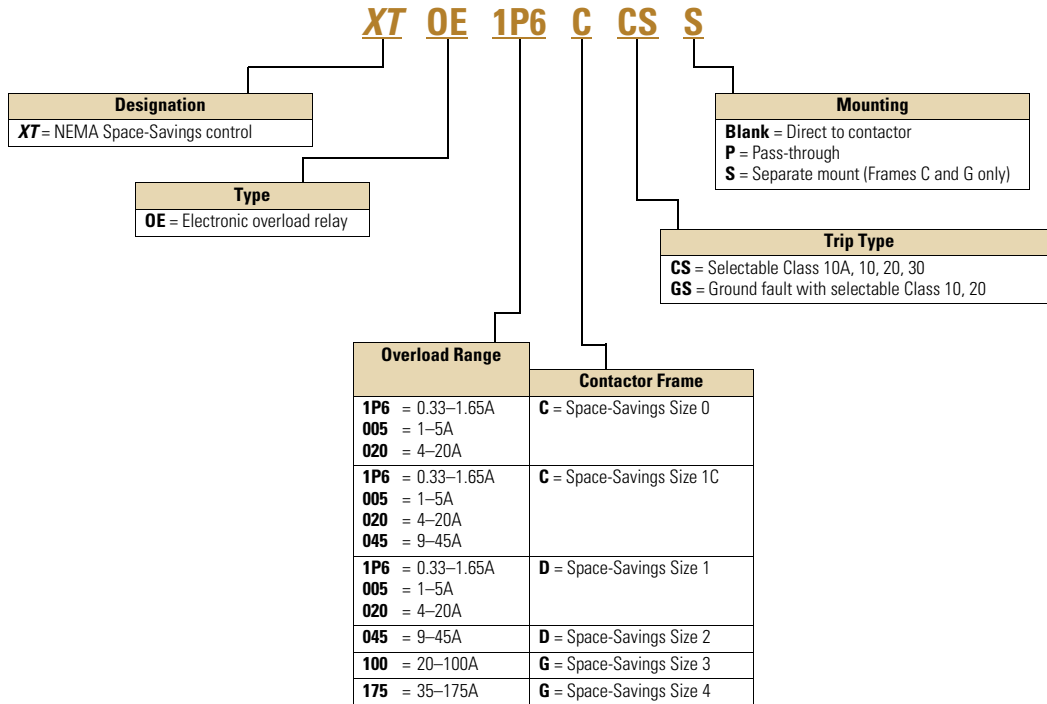 XT OE 1P6 C CS S
Designation
XT = NEMA Space-Savings control
Type
OE = Electronic overload relay
Mounting
Blank = Direct to contactor
P = Pass-through
S = Separate mount (Frames C and G only)
Trip Type
CS = Selectable Class 10A, 10, 20, 30
GS = Ground fault with selectable Class 10, 20
Overload Range
Contactor Frame
1P6 = 0.33–1.65A C = Space-Savings Size 0
005 = 1–5A
020 = 4–20A
1P6 = 0.33–1.65A C = Space-Savings Size 1C
005 = 1–5A
020 = 4–20A
045 = 9–45A
1P6 = 0.33–1.65A D = Space-Savings Size 1
005 = 1–5A
020 = 4–20A
045 = 9–45A D = Space-Savings Size 2
100 = 20–100A G = Space-Savings Size 3
175 = 35–175A G = Space-Savings Size 4